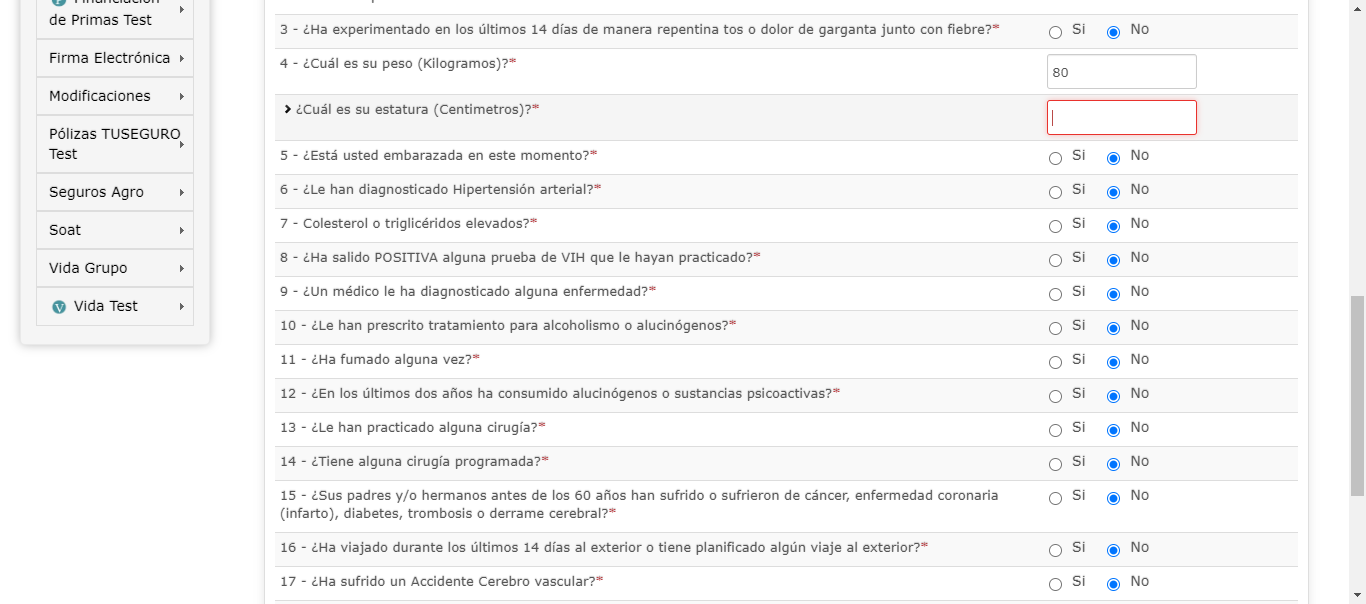 Financiación
de Primas Test
Firma Electrónica
Modificaciones
Pólizas TUSEGURO
Test
Seguros Agro
Soat
Vida Grupo
V Vida Test
3 - ¿Ha experimentado en los últimos 14 días de manera repentina tos o dolor de garganta junto con fiebre?* Si No
4 - ¿Cuál es su peso (Kilogramos)?* 80
¿Cuál es su estatura (Centimetros)?*
5 - ¿Está usted embarazada en este momento?* Si No
6 - ¿Le han diagnosticado Hipertensión arterial?* Si No
7 - Colesterol o triglicéridos elevados?* Si No
8 - ¿Ha salido POSITIVA alguna prueba de VIH que le hayan practicado?* Si No
9 - ¿Un médico le ha diagnosticado alguna enfermedad?* Si No
10 - ¿Le han prescrito tratamiento para alcoholismo o alucinógenos?* Si No
11 - ¿Ha fumado alguna vez?* Si No
12 - ¿En los últimos dos años ha consumido alucinógenos o sustancias psicoactivas?* Si No
13 - ¿Le han practicado alguna cirugía?* Si No
14 - ¿Tiene alguna cirugía programada?* Si No
15 - ¿Sus padres y/o hermanos antes de los 60 años han sufrido o sufrieron de cáncer, enfermedad coronaria Si No
(infarto), diabetes, trombosis o derrame cerebral?*
16 - ¿Ha viajado durante los últimos 14 días al exterior o tiene planificado algún viaje al exterior?* Si No
17 - ¿Ha sufrido un Accidente Cerebro vascular?* Si No